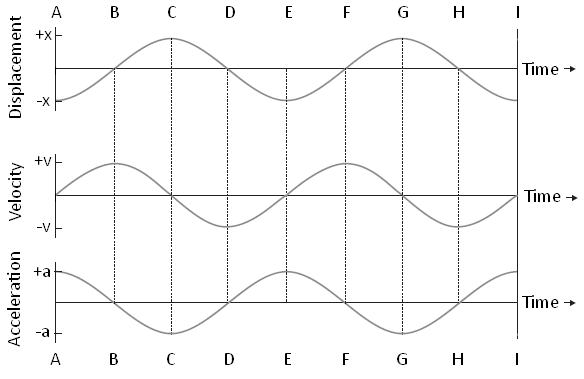 A B C D E F G H I
Displacement
+x
-x
Time
Velocity
+v
-v
Time
Acceleration
+a
-a
Time
A B C D E F G H I